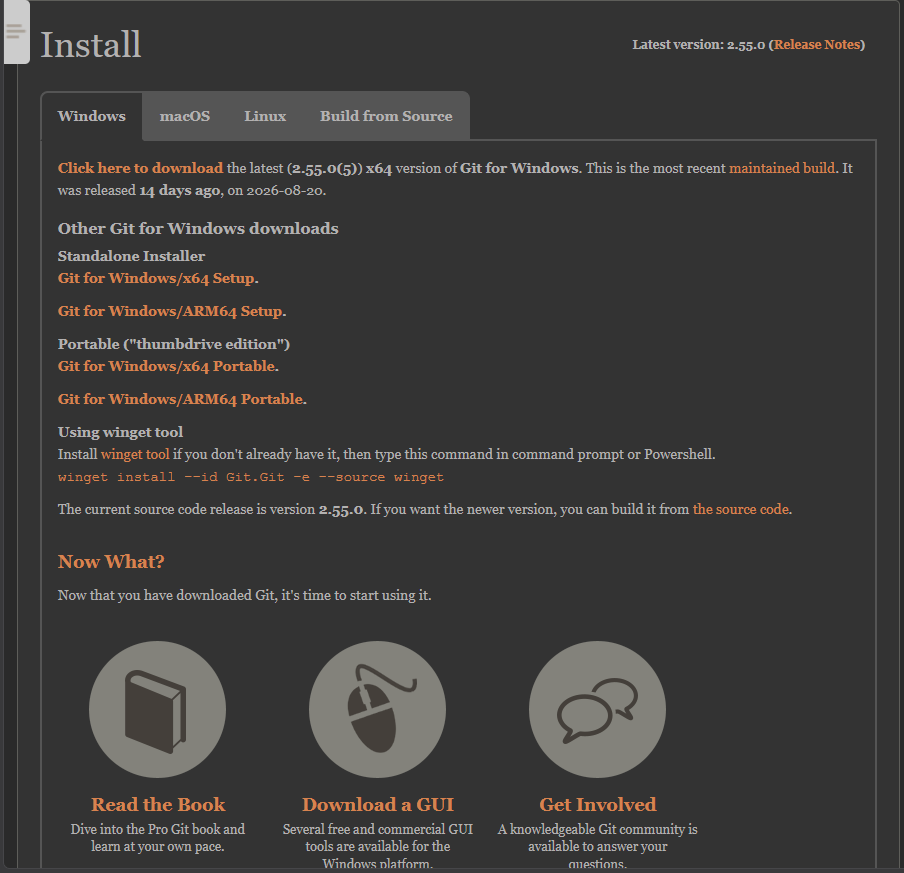 Install
Latest version: 2.55.0 (Release Notes)
Windows
macOS
Linux
Build from Source
Click here to download the latest (2.55.0(5)) x64 version of Git for Windows. This is the most recent maintained build. It
was released 14 days ago, on 2026-08-20.
Other Git for Windows downloads
Standalone Installer
Git for Windows/x64 Setup.
Git for Windows/ARM64 Setup.
Portable ("thumbdrive edition")
Git for Windows/x64 Portable.
Git for Windows/ARM64 Portable.
Using winget tool
Install winget tool if you don't already have it, then type this command in command prompt or Powershell.
winget install --id Git.Git -e --source winget
The current source code release is version 2.55.0. If you want the newer version, you can build it from the source code.
Now What?
Now that you have downloaded Git, it's time to start using it.
Read the Book
Dive into the Pro Git book and
learn at your own pace.
Download a GUI
Several free and commercial GUI
tools are available for the
Windows platform.
Get Involved
A knowledgeable Git community is
available to answer your
questions.